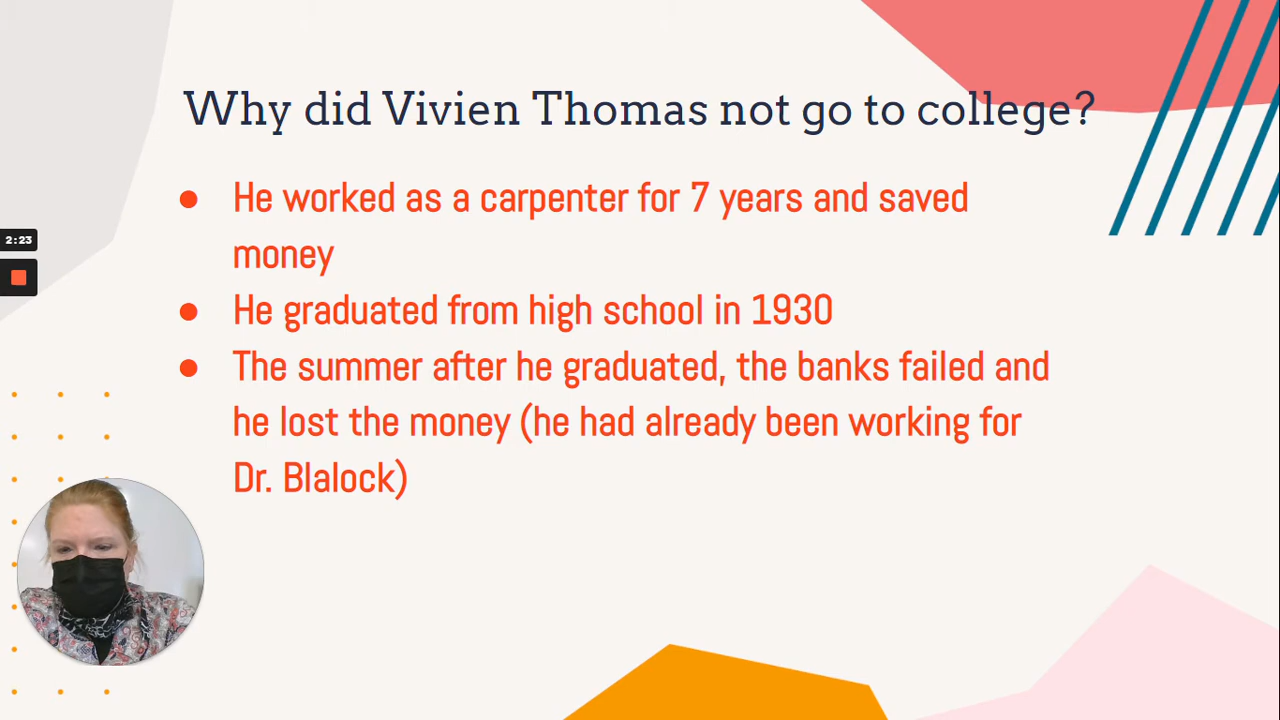 Why did Vivien Thomas not go to college?
● He worked as a carpenter for 7 years and saved
money
● He graduated from high school in 1930
● The summer after he graduated, the banks failed and
he lost the money (he had already been working for
Dr. Blalock)
2:23